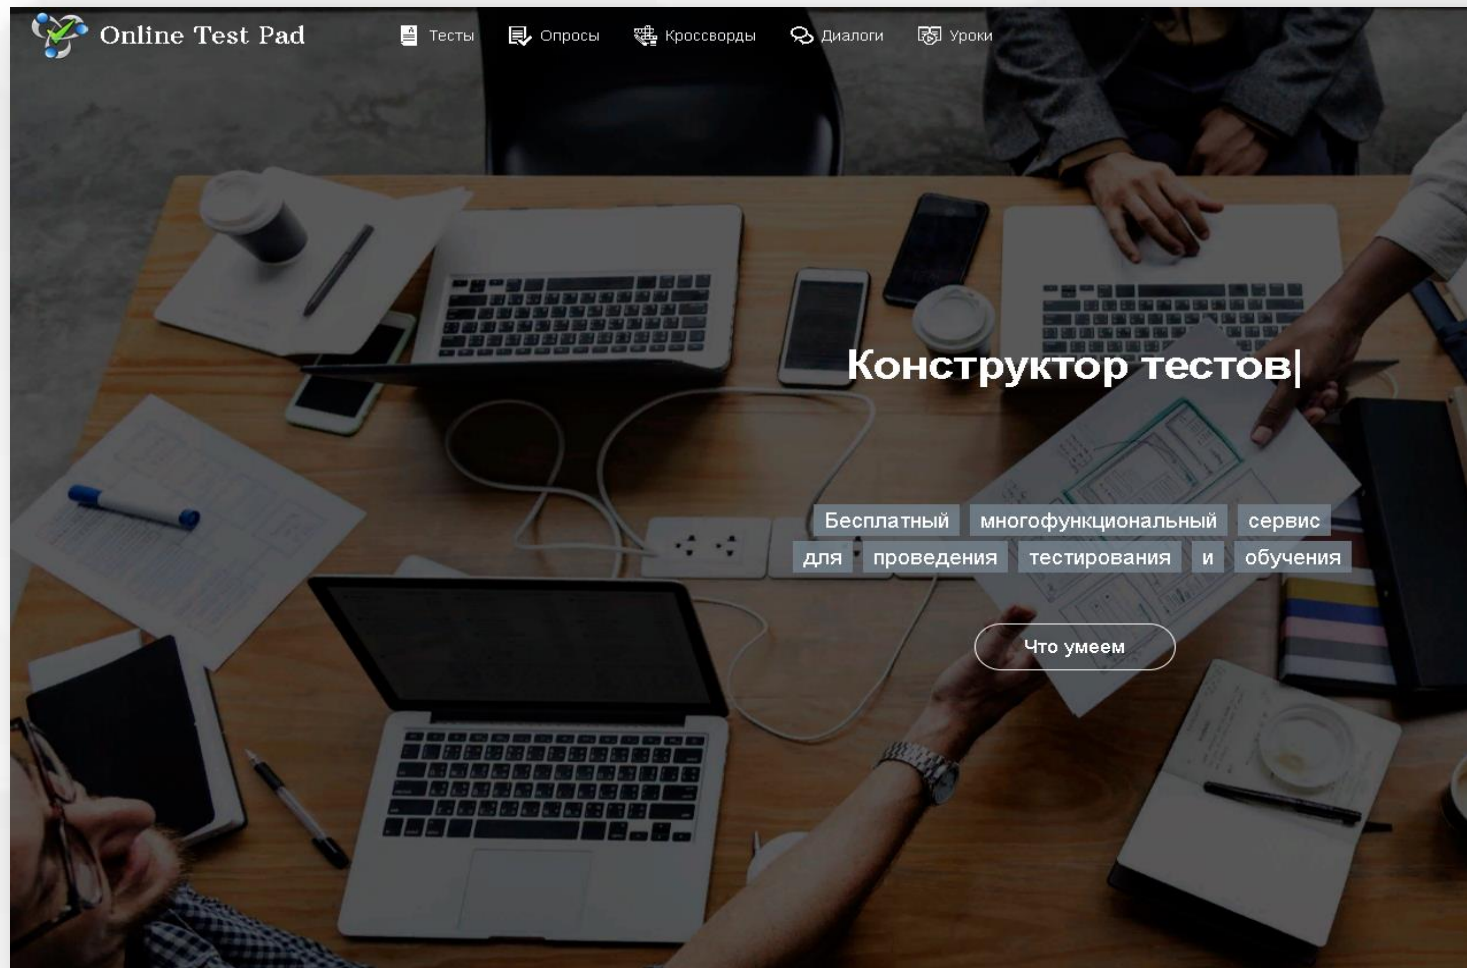 Online Test Pad Тесты Опросы Кроссворды Диалоги Уроки
Конструктор тестов
Бесплатный многофункциональный сервис
для проведения тестирования и обучения
Что умеем